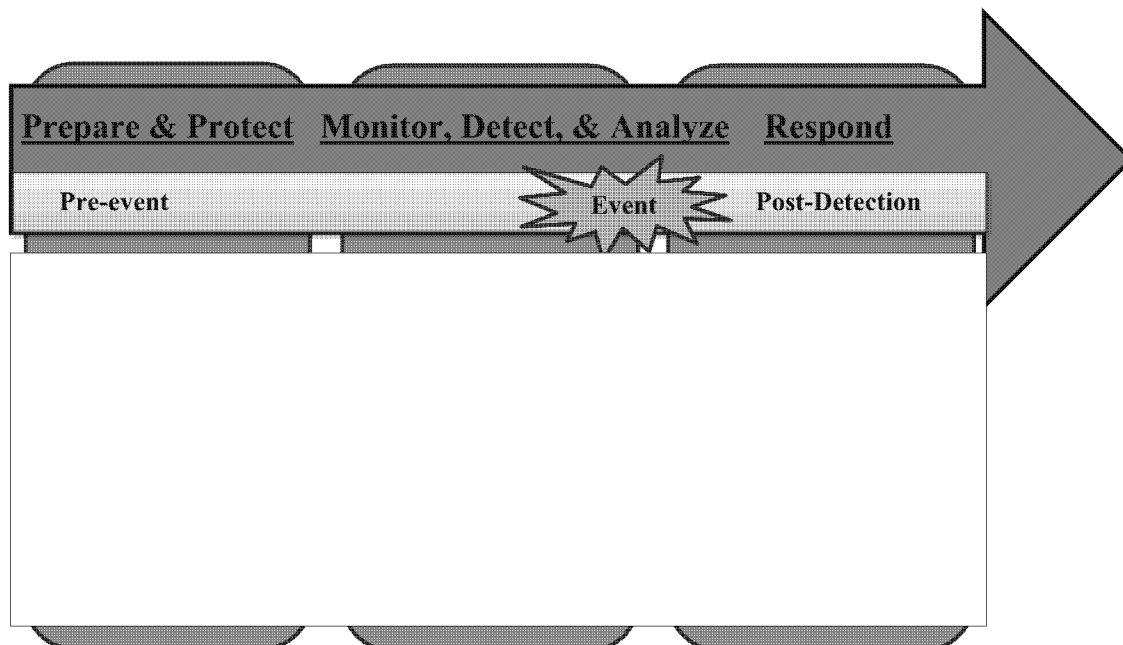 Prepare & Protect Monitor, Detect, & Analyze Respond
Pre-event Event Post-Detection